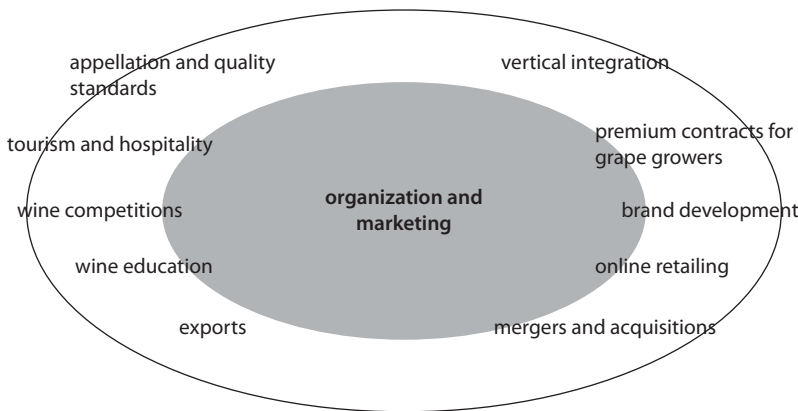 appellation and quality
standards
vertical integration
tourism and hospitality
premium contracts for
grape growers
organization and
marketing
wine competitions
brand development
wine education
online retailing
exports
mergers and acquisitions